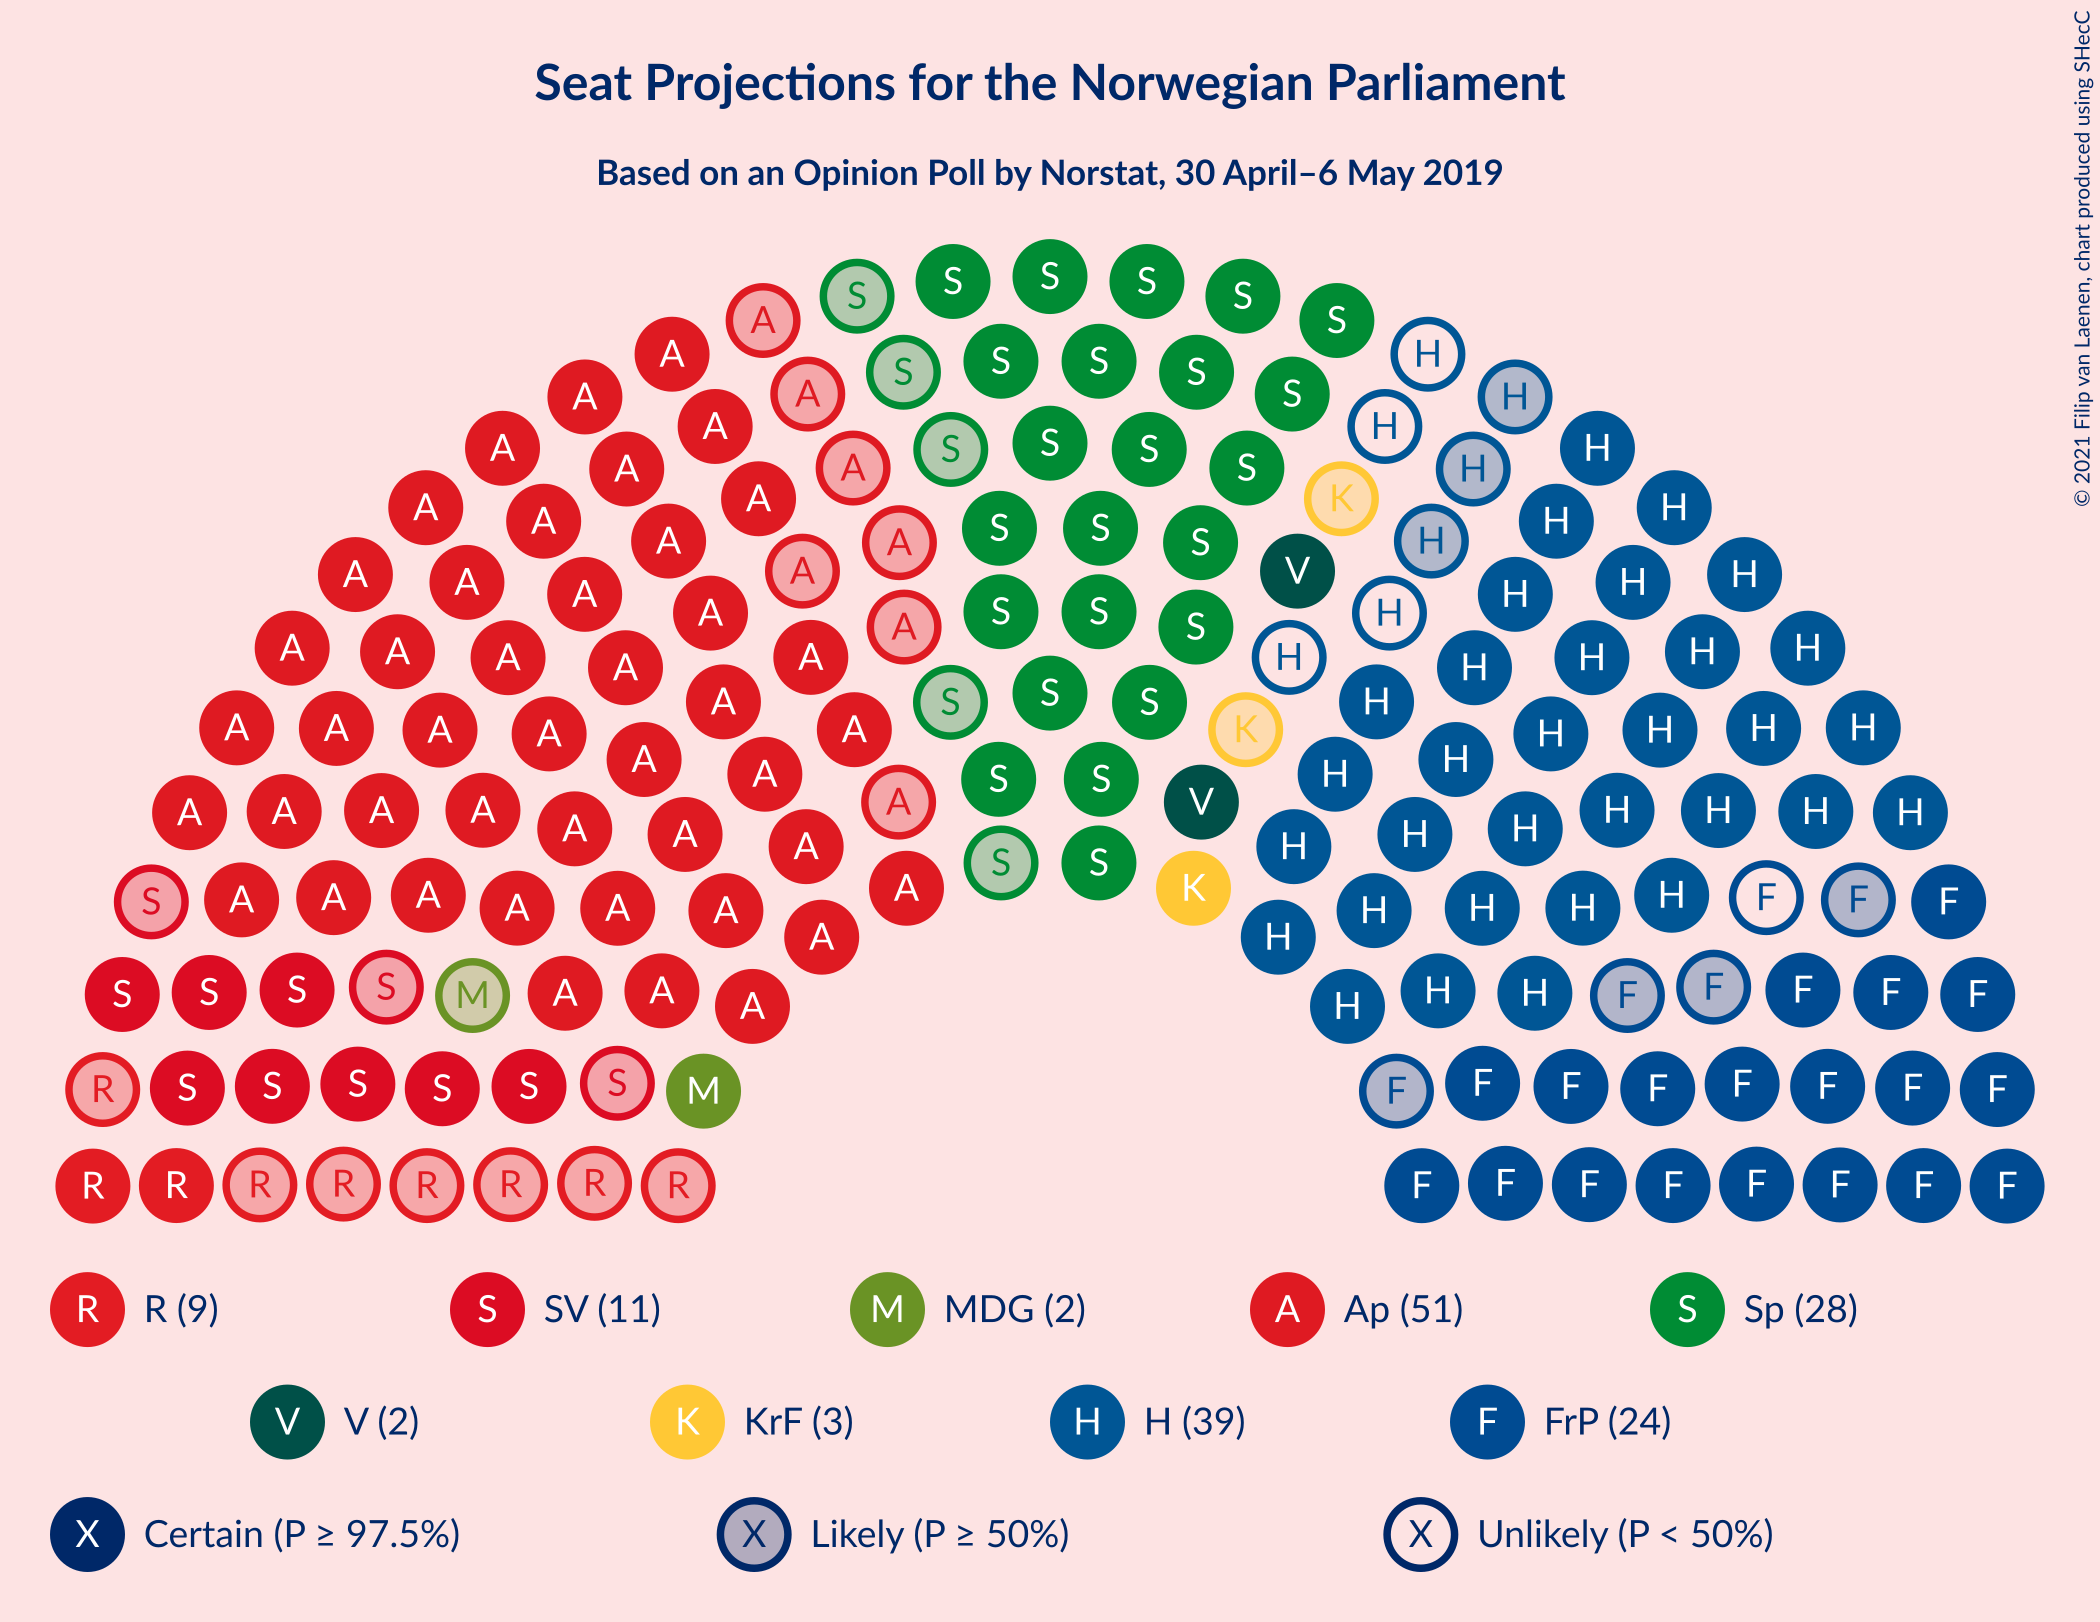 Seat Projections for the Norwegian Parliament
Based on an Opinion Poll by Norstat, 30 April–6 May 2019
© 2021 Filip van Laenen, chart produced using SHecC
S S S S S S
A H
A S S S S H
A A H H
A A S S S S H H
A A A K H H
A A A S S S H H
A A A A V H H
A A A S S S H H H
A A A A H H H H
A A A S S S K H H H
A A A A A H H H H H
A A A A S S V H H H H
A A A A H H H H
S A A A A S S K H F F F
A A A A A H H H H H
S S S S M A A A H H H F F F F F
R S S S S S S M F F F F F F F F
R R R R R R R R F F F F F F F F
R R (9) S SV (11) M MDG (2) A Ap (51) S Sp (28)
V V (2) K KrF (3) H H (39) F FrP (24)
X Certain (P ≥ 97.5%) X Likely (P ≥ 50%) X Unlikely (P < 50%)